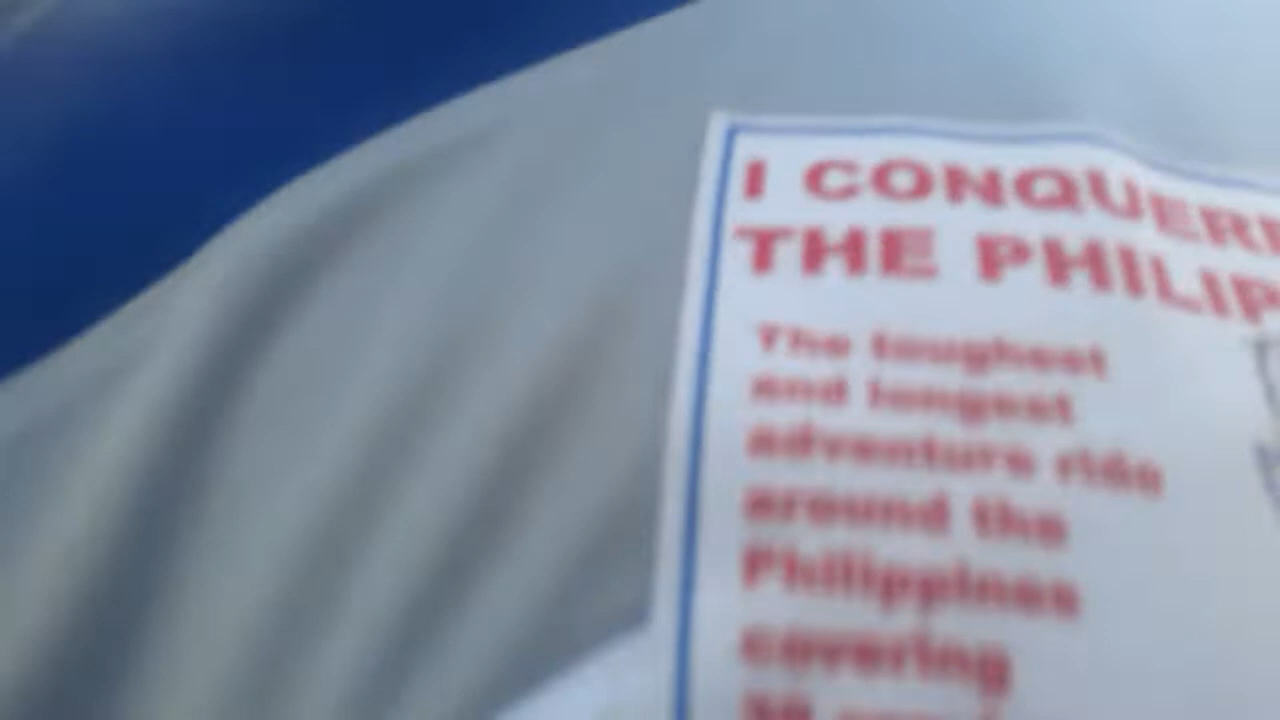 I CONQUER
THE PHILIP
The toughest
and longest
adventure ride
around the
Philippines
covering